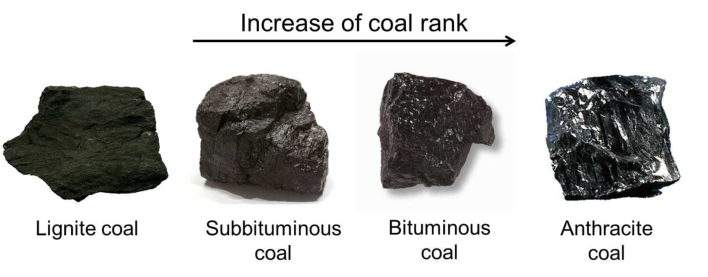 Increase of coal rank
Lignite coal
Subbituminous
coal
Bituminous
coal
Anthracite
coal